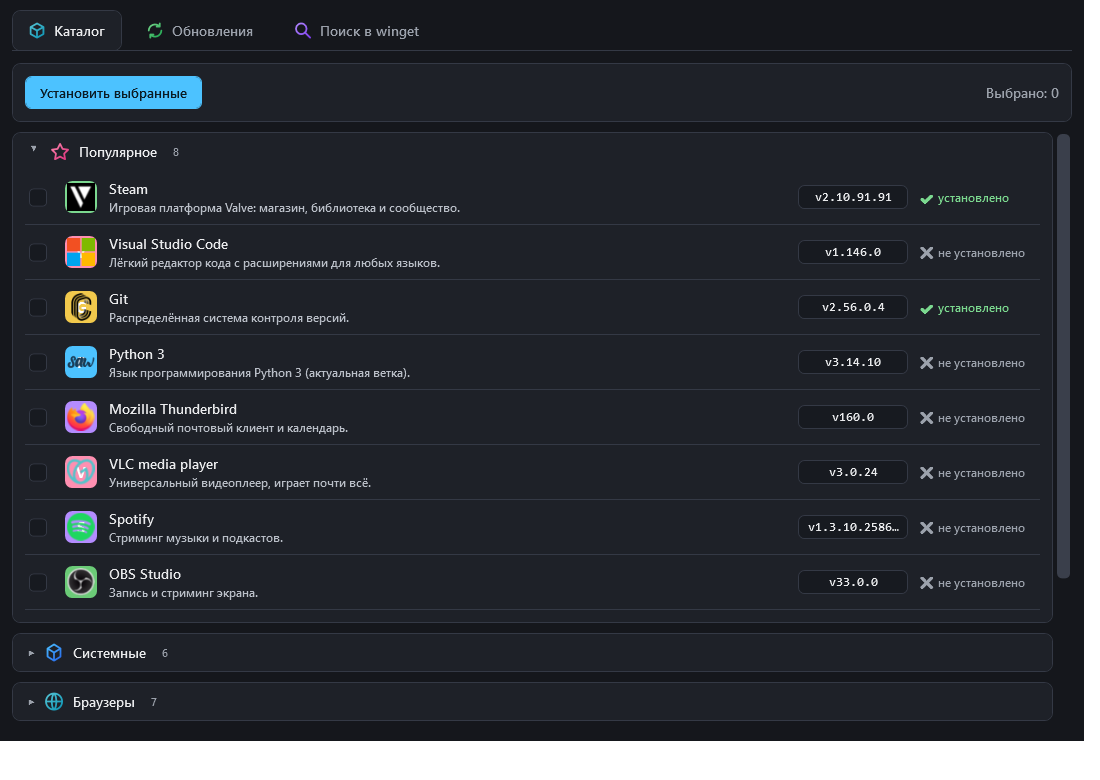 Каталог
Обновления
Поиск в winget
Установить выбранные
Выбрано: 0
Популярное 8
Steam
Игровая платформа Valve: магазин, библиотека и сообщество.
v2.10.91.91
установлено
Visual Studio Code
Лёгкий редактор кода с расширениями для любых языков.
v1.146.0
не установлено
Git
Распределённая система контроля версий.
v2.56.0.4
установлено
Python 3
Язык программирования Python 3 (актуальная ветка).
v3.14.10
не установлено
Mozilla Thunderbird
Свободный почтовый клиент и календарь.
v160.0
не установлено
VLC media player
Универсальный видеоплеер, играет почти всё.
v3.0.24
не установлено
Spotify
Стриминг музыки и подкастов.
v1.3.10.2586…
не установлено
OBS Studio
Запись и стриминг экрана.
v33.0.0
не установлено
Системные 6
Браузеры 7